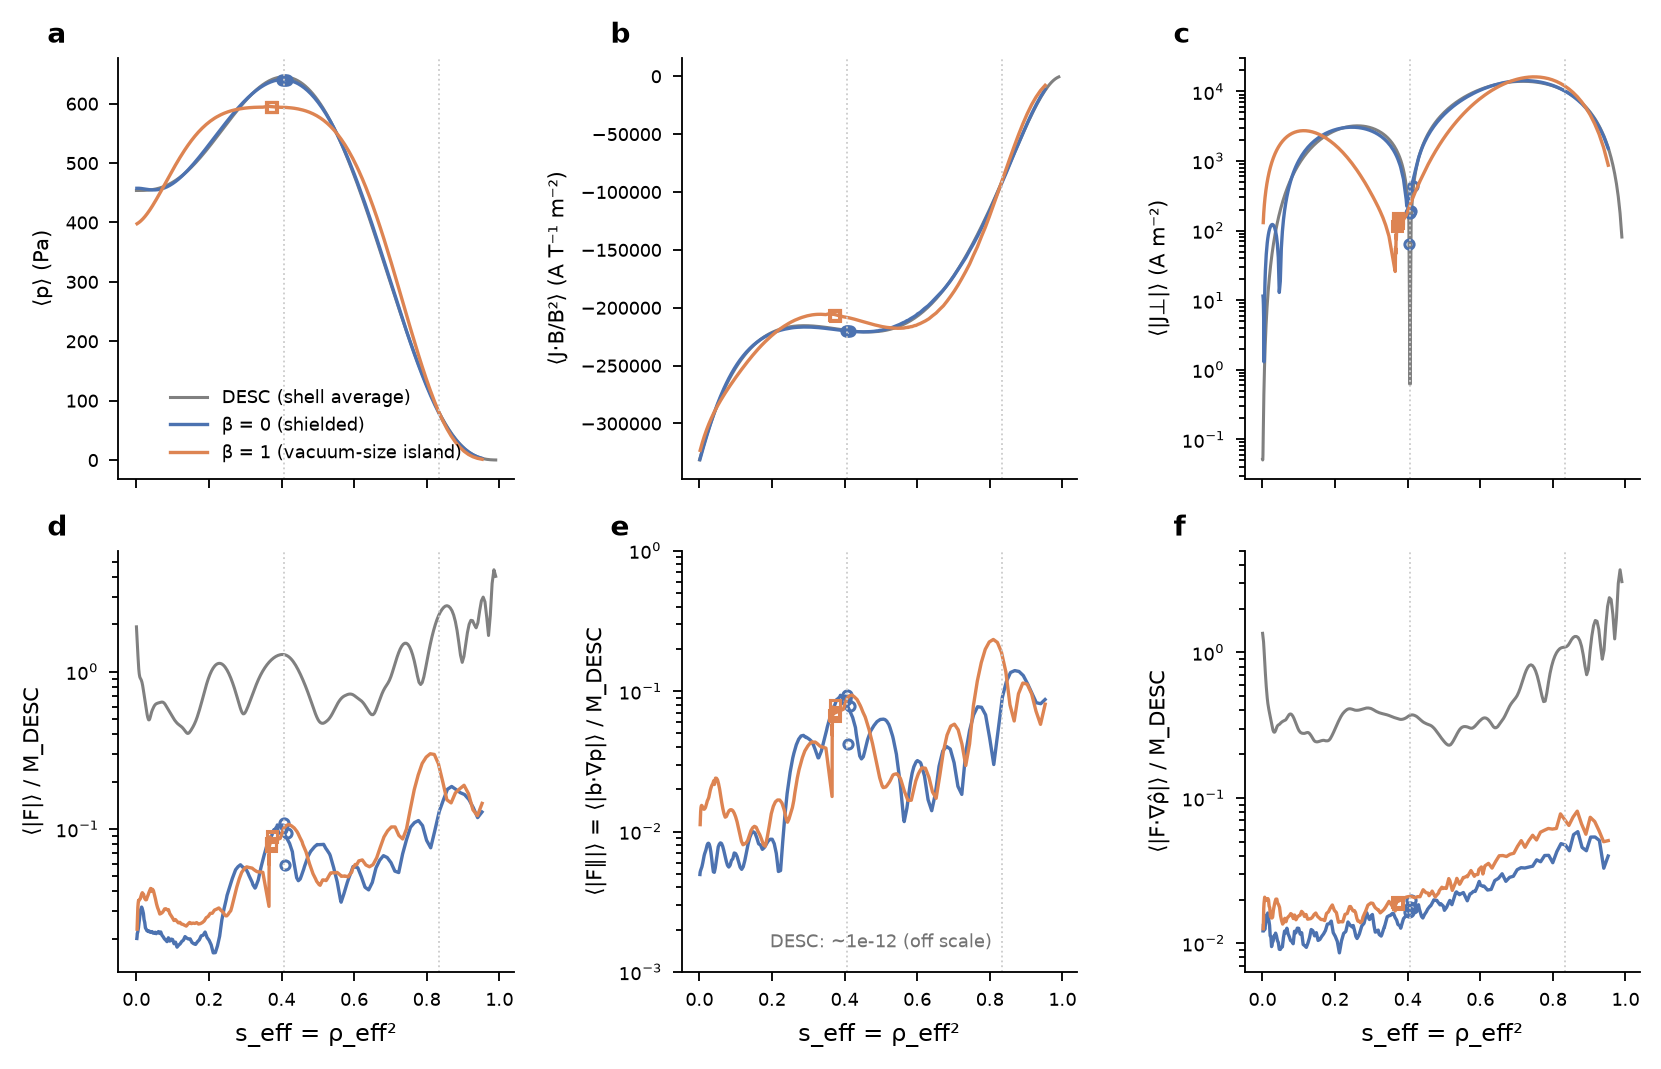 a
b
c
⟨p⟩ (Pa)
600
500
400
300
200
100
0
DESC (shell average)
β = 0 (shielded)
β = 1 (vacuum-size island)
⟨J·B/B²⟩ (A T⁻¹ m⁻²)
0
−50000
−100000
−150000
−200000
−250000
−300000
⟨|J⊥|⟩ (A m⁻²)
10⁴
10³
10²
10¹
10⁰
10⁻¹
d
e
f
⟨|F|⟩ / M_DESC
10⁰
10⁻¹
0.0 0.2 0.4 0.6 0.8 1.0
s_eff = ρ_eff²
⟨|F∥|⟩ = ⟨|b·∇p|⟩ / M_DESC
10⁰
10⁻¹
10⁻²
10⁻³
DESC: ~1e-12 (off scale)
0.0 0.2 0.4 0.6 0.8 1.0
s_eff = ρ_eff²
⟨|F·∇ρ̂|⟩ / M_DESC
10⁰
10⁻¹
10⁻²
0.0 0.2 0.4 0.6 0.8 1.0
s_eff = ρ_eff²